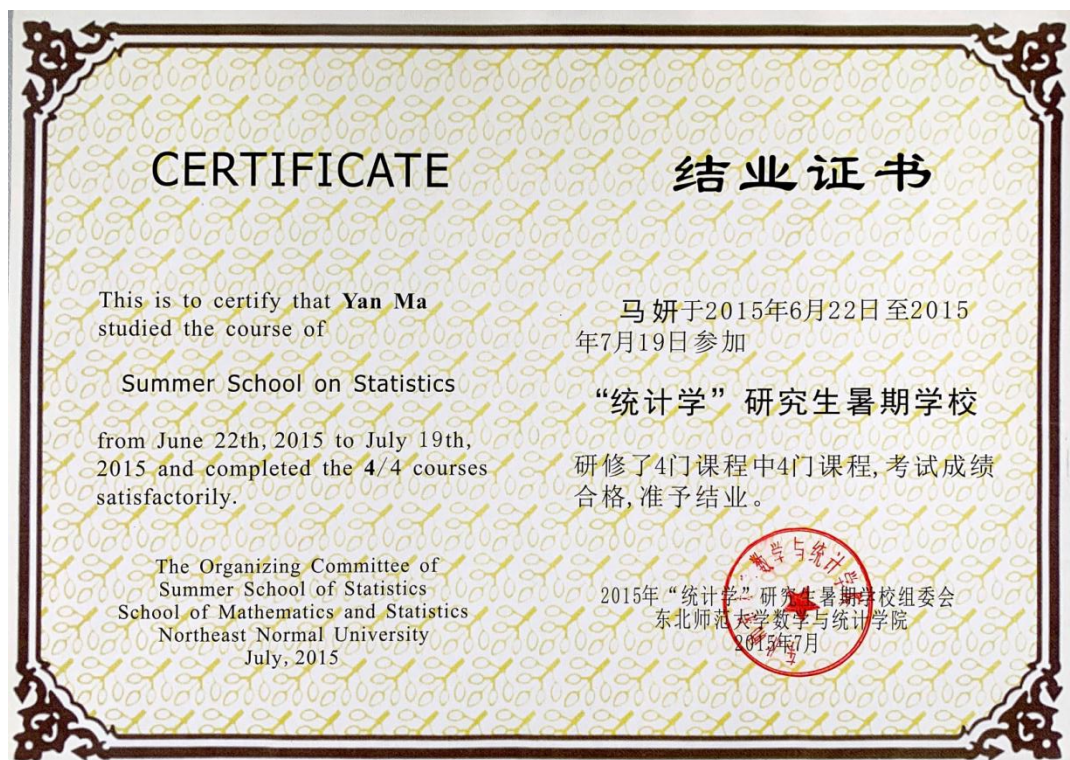 CERTIFICATE
This is to certify that Yan Ma
studied the course of
Summer School on Statistics
from June 22th, 2015 to July 19th,
2015 and completed the 4/4 courses
satisfactorily.
The Organizing Committee of
Summer School of Statistics
School of Mathematics and Statistics
Northeast Normal University
July, 2015
结业证书
马妍于2015年6月22日至2015
年7月19日参加
“统计学”研究生暑期学校
研修了4门课程中4门课程,考试成绩
合格,准予结业。
2015年“统计学”研究生暑期学校组委会
东北师范大学数学与统计学院
2015年7月
数学与统计学